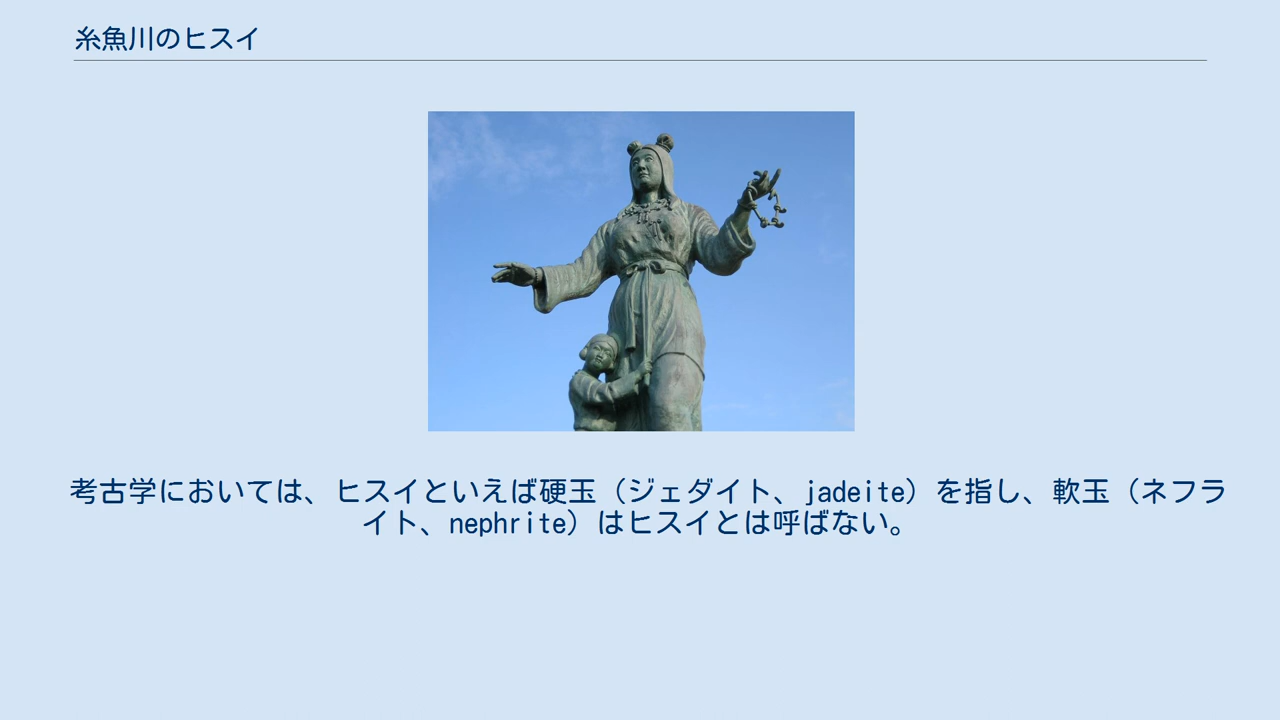 糸魚川のヒスイ
考古学においては、ヒスイといえば硬玉（ジェダイト、jadeite）を指し、軟玉（ネフラ
イト、nephrite）はヒスイとは呼ばない。